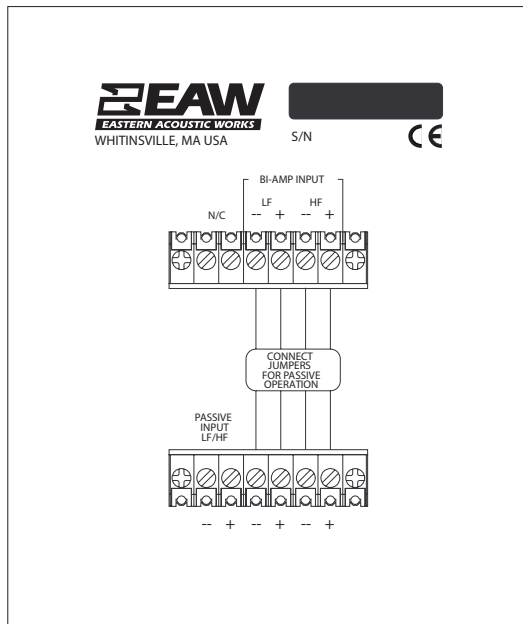 EAW
EASTERN ACOUSTIC WORKS
WHITINSVILLE, MA USA
S/N
CE
BI-AMP INPUT
LF HF
N/C -- + -- +
CONNECT
JUMPERS
FOR PASSIVE
OPERATION
PASSIVE
INPUT
LF/HF
-- + -- + -- +